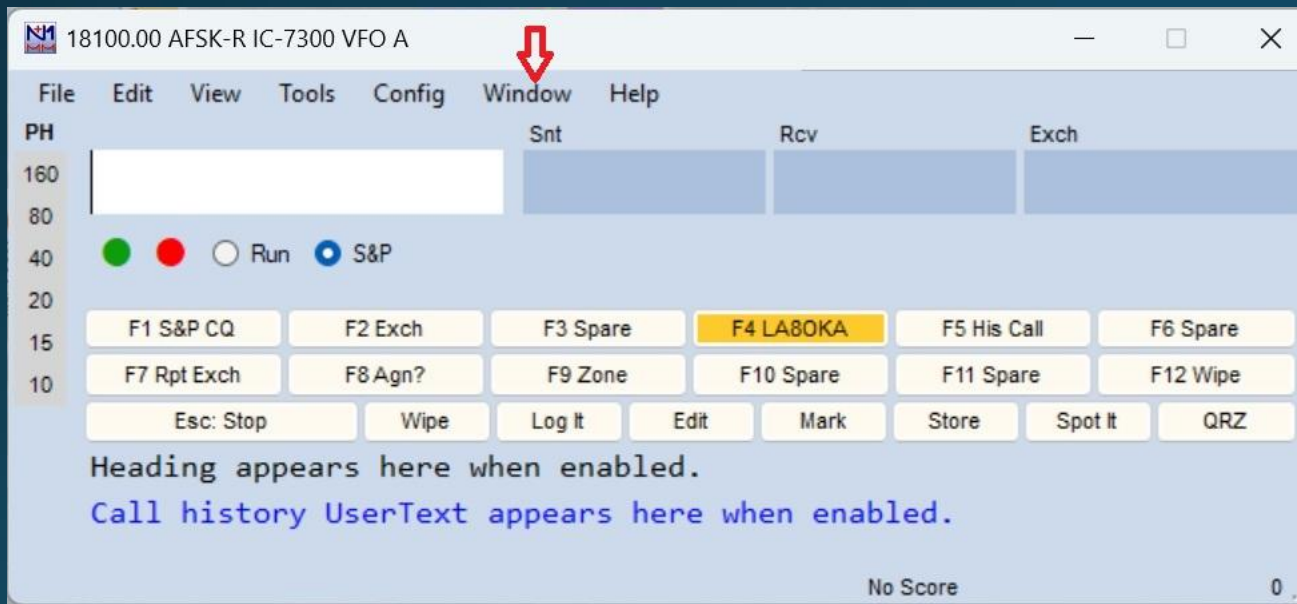 N1MM 18100.00 AFSK-R IC-7300 VFO A
File Edit View Tools Config Window Help
PH Snt Rcv Exch
160
80
40 Run S&P
20
15
10
F1 S&P CQ F2 Exch F3 Spare F4 LA8OKA F5 His Call F6 Spare
F7 Rpt Exch F8 Agn? F9 Zone F10 Spare F11 Spare F12 Wipe
Esc: Stop Wipe Log It Edit Mark Store Spot It QRZ
Heading appears here when enabled.
Call history UserText appears here when enabled.
No Score 0